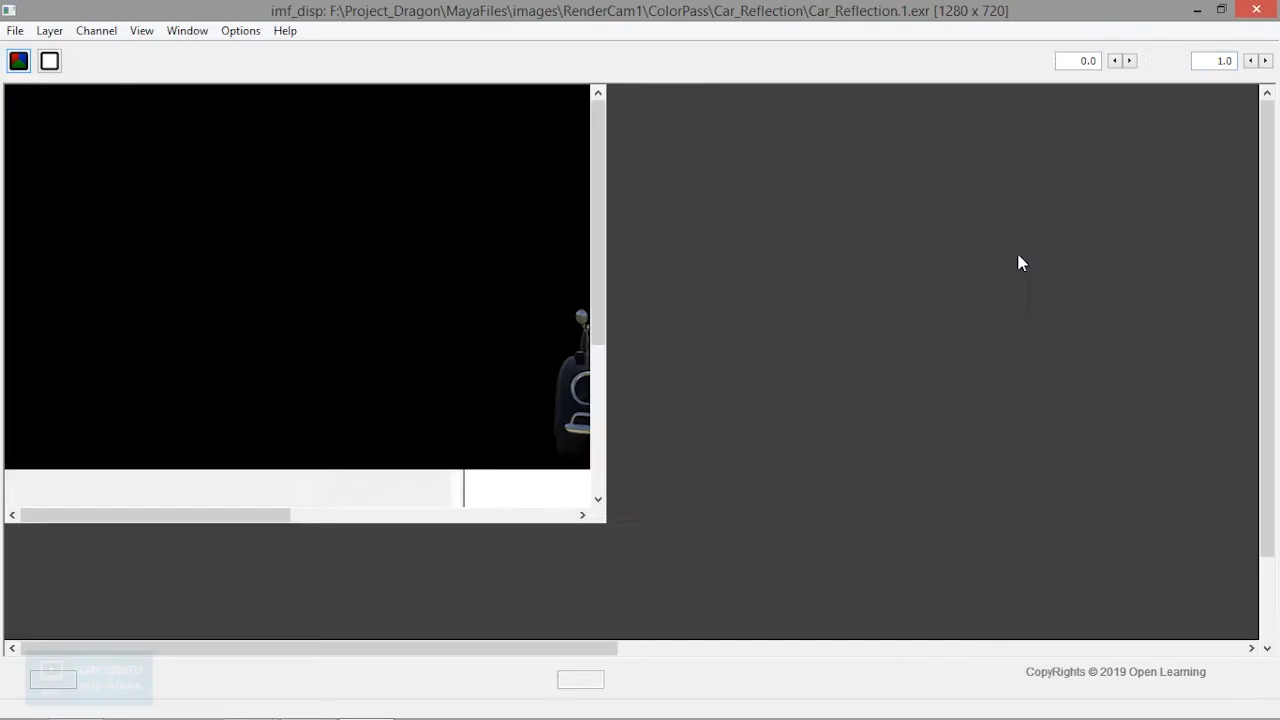 imf_disp: F:\Project_Dragon\MayaFiles\images\RenderCam1\ColorPass\Car_Reflection\Car_Reflection.1.exr [1280 x 720]
File Layer Channel View Window Options Help
0.0 1.0
CopyRights © 2019 Open Learning